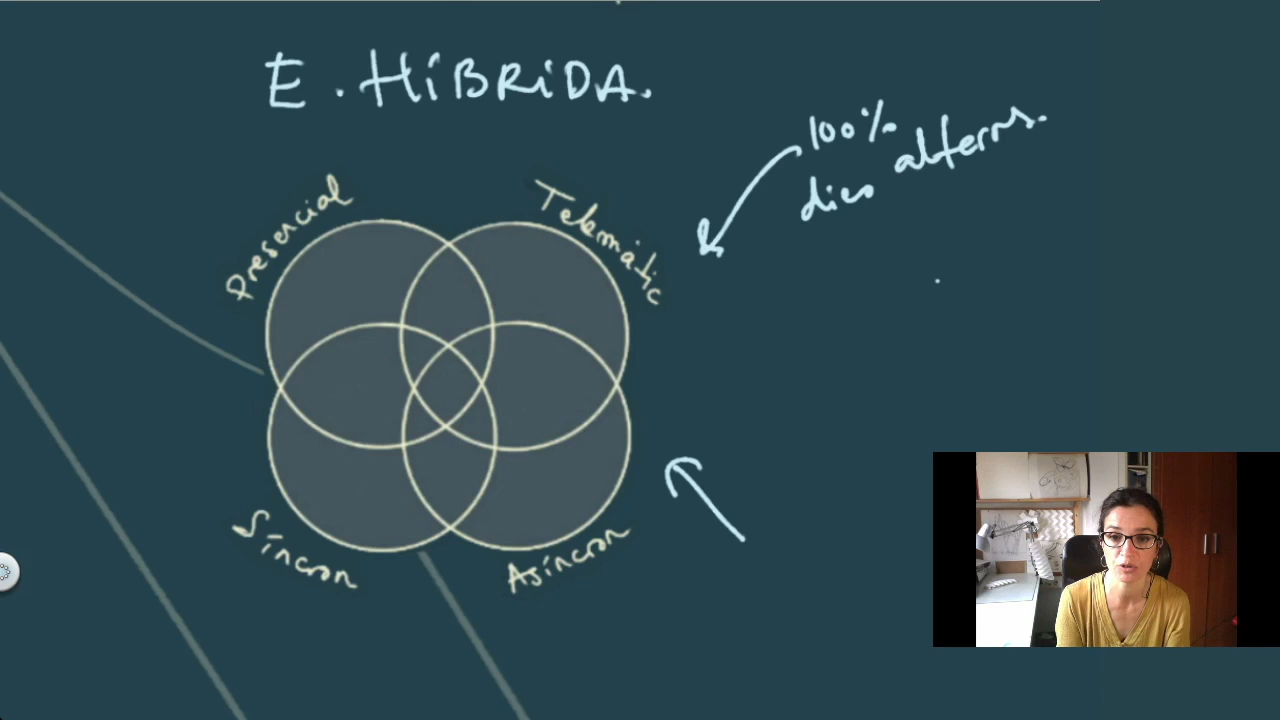 E. HíBRiDA.
100%
dies alterns.
Presencial
Telemàtic
Síncron
Asíncron